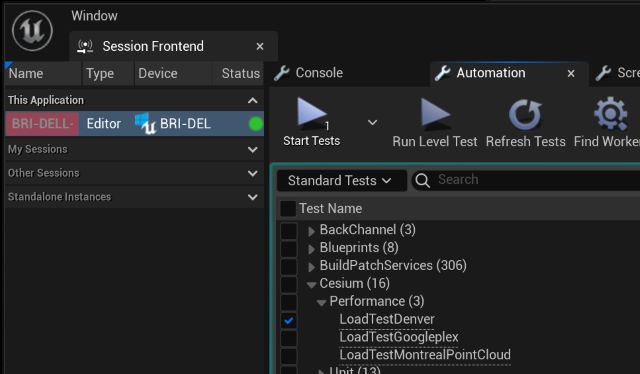 Window
Session Frontend ×
Name Type Device Status
This Application
BRI-DELL- Editor BRI-DEL
My Sessions
Other Sessions
Standalone Instances
Console Automation × Scre
1
Start Tests Run Level Test Refresh Tests Find Worker
Standard Tests Search
Test Name
BackChannel (3)
Blueprints (8)
BuildPatchServices (306)
Cesium (16)
Performance (3)
LoadTestDenver
LoadTestGoogleplex
LoadTestMontrealPointCloud
Unit (13)